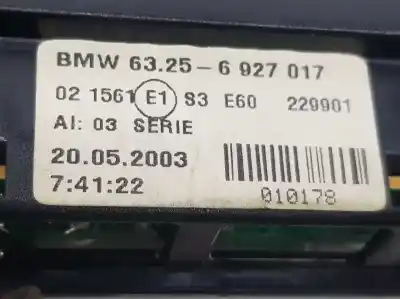 BMW 63.25-6 927 017
02 1561 E1 S3 E60 229901
AI: 03 SERIE
20.05.2003
7:41:22
010178